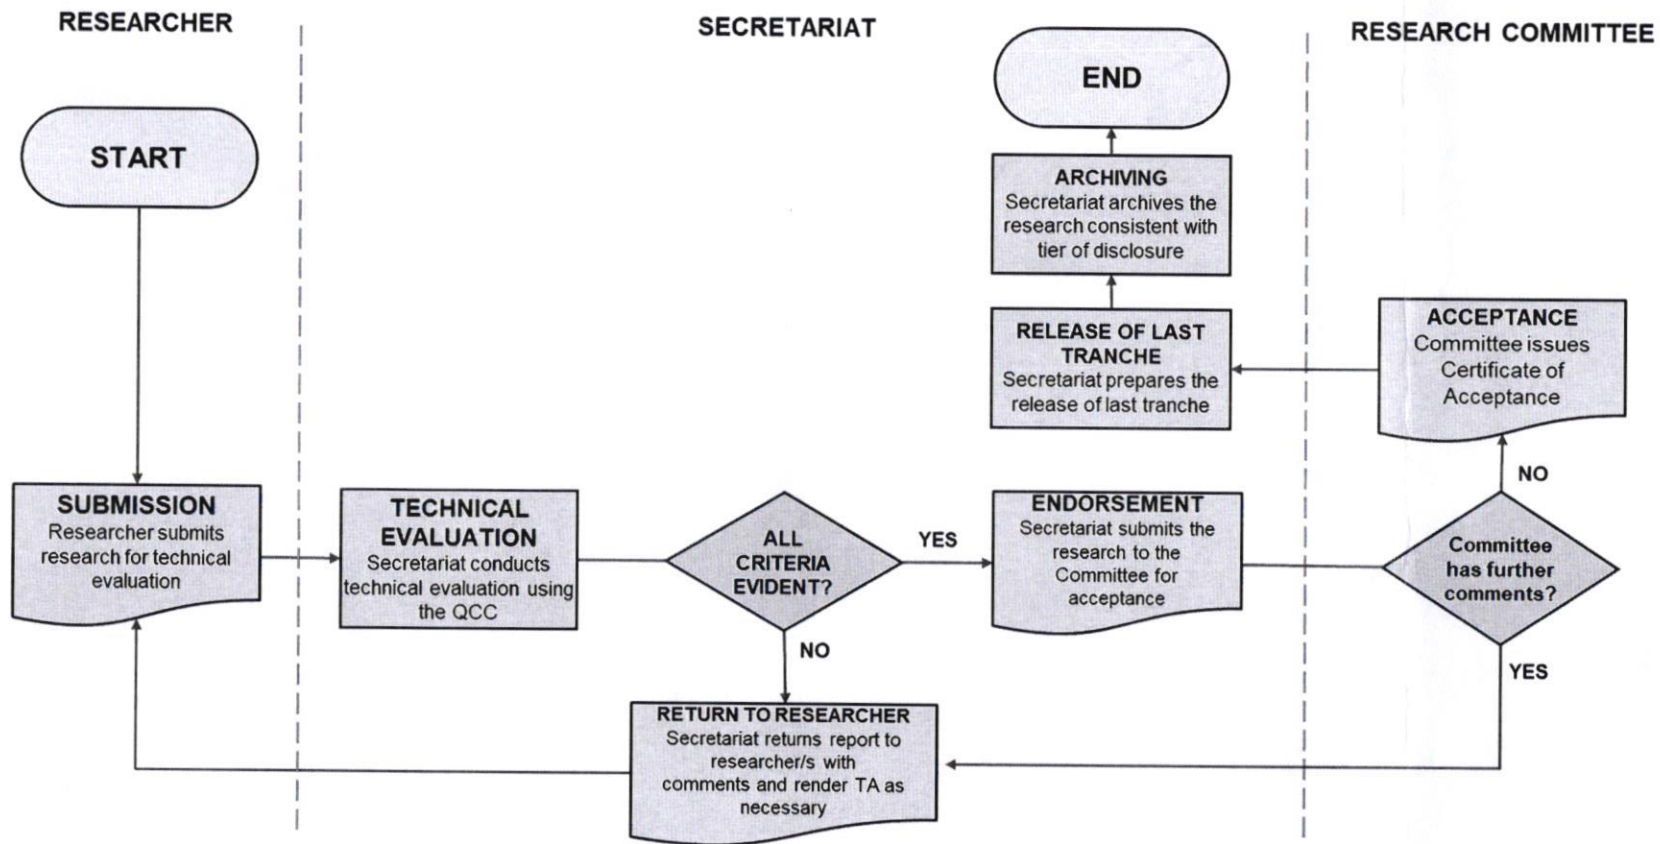 RESEARCHER
SECRETARIAT
RESEARCH COMMITTEE
START
END
ARCHIVING
Secretariat archives the
research consistent with
tier of disclosure
RELEASE OF LAST
TRANCHE
Secretariat prepares the
release of last tranche
ACCEPTANCE
Committee issues
Certificate of
Acceptance
NO
SUBMISSION
Researcher submits
research for technical
evaluation
TECHNICAL
EVALUATION
Secretariat conducts
technical evaluation using
the QCC
ALL
CRITERIA
EVIDENT?
YES
ENDORSEMENT
Secretariat submits the
research to the
Committee for
acceptance
Committee
has further
comments?
NO
YES
RETURN TO RESEARCHER
Secretariat returns report to
researcher/s with
comments and render TA as
necessary